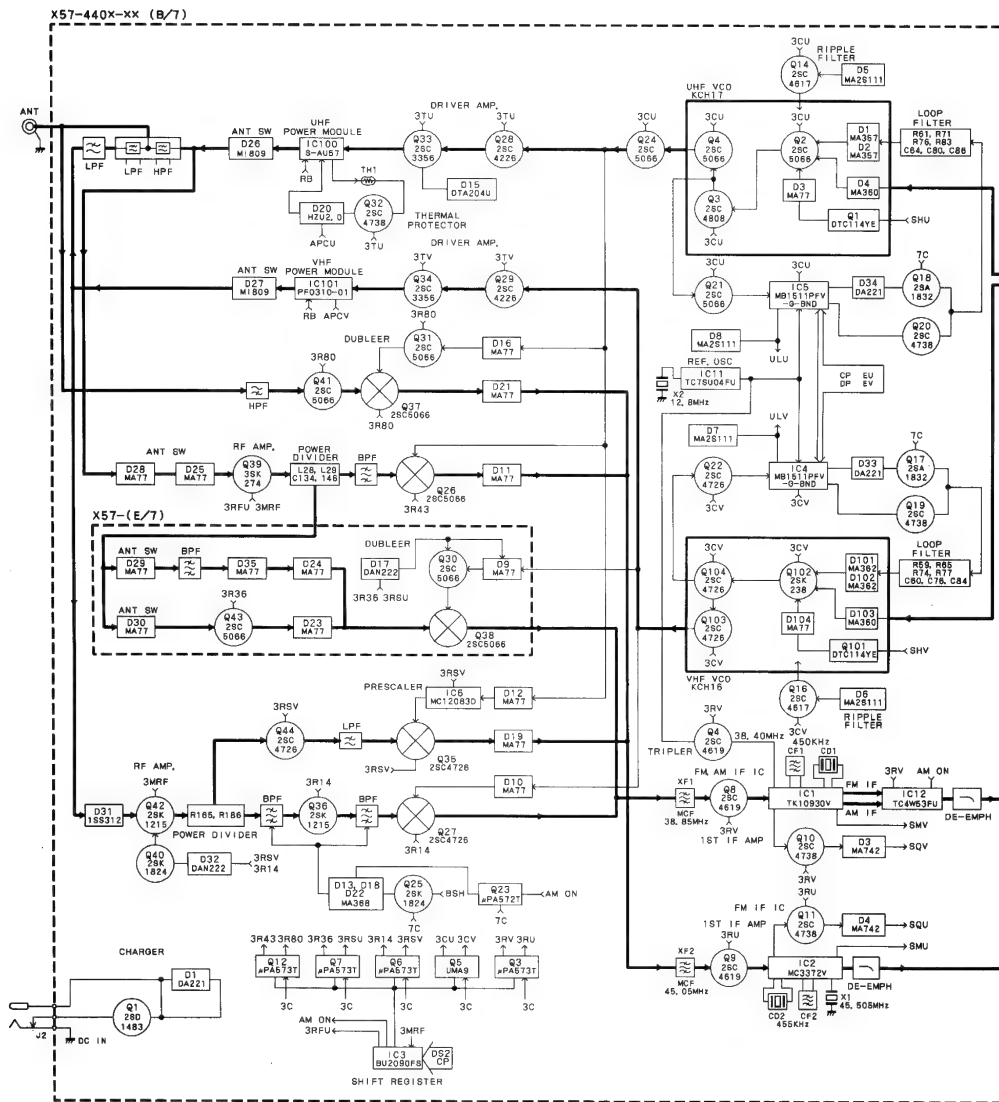 X57-440X-XX (B/7)
ANT
LPF
LPF
HPF
ANT SW
D26
MI809
UHF
POWER MODULE
IC100
S-AU57
RB
TH1
D20
HZU2.0
APCU
Q32
2SC
4738
3TU
THERMAL
PROTECTOR
DRIVER AMP.
3TU
Q33
2SC
3356
3TU
Q28
2SC
4226
D15
DTA204U
Q24
2SC
5066
3CU
Q14
2SC
4617
RIPPLE
FILTER
D5
MA2S111
UHF VCO
KCH17
3CU
Q4
2SC
5066
Q3
2SC
4808
3CU
Q2
2SC
5066
D1
MA367
D2
MA357
D3
MA77
D4
MA360
Q1
DTC114YE
SHU
LOOP
FILTER
R61, R71
R76, R83
C64, C80, C86
ANT SW
D27
MI809
VHF
POWER MODULE
IC101
PF0310-01
RB
APCV
DRIVER AMP.
3TV
Q34
2SC
3356
3TV
Q29
2SC
4226
Q21
2SC
5066
3CU
IC5
MB1511PFV
-G-BND
D34
DA221
7C
Q18
2SA
1832
Q20
2SC
4738
D8
MA2S111
ULU
3R80
DUBLEER
Q31
2SC
5066
D16
MA77
3R80
HPF
Q41
2SC
5066
Q37
2SC5066
3R80
D21
MA77
REF. OSC
IC11
TC7SU04FU
X2
12.8MHz
CP EU
DP EV
D7
MA2S111
ULV
ANT SW
D28
MA77
D25
MA77
RF AMP.
Q39
3SK
274
3RFU 3MRF
POWER
DIVIDER
L28, L29
C134, 146
BPF
Q26
2SC5066
3R43
D11
MA77
Q22
2SC
4726
IC4
MB1511PFV
-G-BND
3CV
D33
DA221
7C
Q17
2SA
1832
Q19
2SC
4738
X57-(E/7)
ANT SW
D29
MA77
BPF
D35
MA77
D24
MA77
DUBLEER
D17
DAN222
3R36 3RSU
Q30
2SC
5066
D9
MA77
ANT SW
D30
MA77
3R36
Q43
2SC
5066
D23
MA77
Q38
2SC5066
3CV
Q104
2SC
4726
Q103
2SC
4726
3CV
3CV
Q102
2SK
238
D101
MA362
D102
MA362
D104
MA77
D103
MA360
Q101
DTC114YE
SHV
LOOP
FILTER
R59, R65
R74, R77
C60, C76, C84
VHF VCO
KCH16
Q16
2SC
4617
3CV
D6
MA2S111
RIPPLE
FILTER
3RSV
PRESCALER
IC6
MC12083D
D12
MA77
3RSV
Q44
2SC
4726
LPF
Q35
2SC4726
3RSV
D19
MA77
3RV
Q4
2SC
4619
TRIPLER
38.40MHz
450KHz
CF1
CD1
RF AMP.
3MRF
D31
1SS312
Q42
2SK
1215
R165, R186
POWER DIVIDER
BPF
3R14
Q36
2SK
1215
BPF
D10
MA77
Q27
2SC4726
3R14
Q40
2SK
1824
D32
DAN222
3RSV
3R14
XF1
MCF
38.85MHz
FM, AM IF IC
Q8
2SC
4619
3RV
1ST IF AMP
IC1
TK10930V
FM IF
AM IF
3RV
AM ON
IC12
TC4W53FU
DE-EMPH
SMV
Q10
2SC
4738
3RV
D3
MA742
SQV
D13, D18
D22
MA368
Q25
2SK
1824
7C
BSH
Q23
μPA572T
7C
AM ON
3RU
FM IF IC
Q11
2SC
4738
D4
MA742
SQU
1ST IF AMP
3RU
XF2
MCF
45.05MHz
Q9
2SC
4619
IC2
MC3372V
SMU
DE-EMPH
CD2
455KHz
CF2
X1
45.505MHz
CHARGER
D1
DA221
Q1
2SD
1483
J2
DC IN
3R43 3R80
Q12
μPA573T
3C
3R36 3RSU
Q7
μPA573T
3C
3R14 3RSV
Q6
μPA573T
3C
3CU 3CV
Q5
UMA9
3C
3RV 3RU
Q3
μPA573T
3C
AM ON
3RFU
3MRF
IC3
BU2090FS
DS2
CP
SHIFT REGISTER